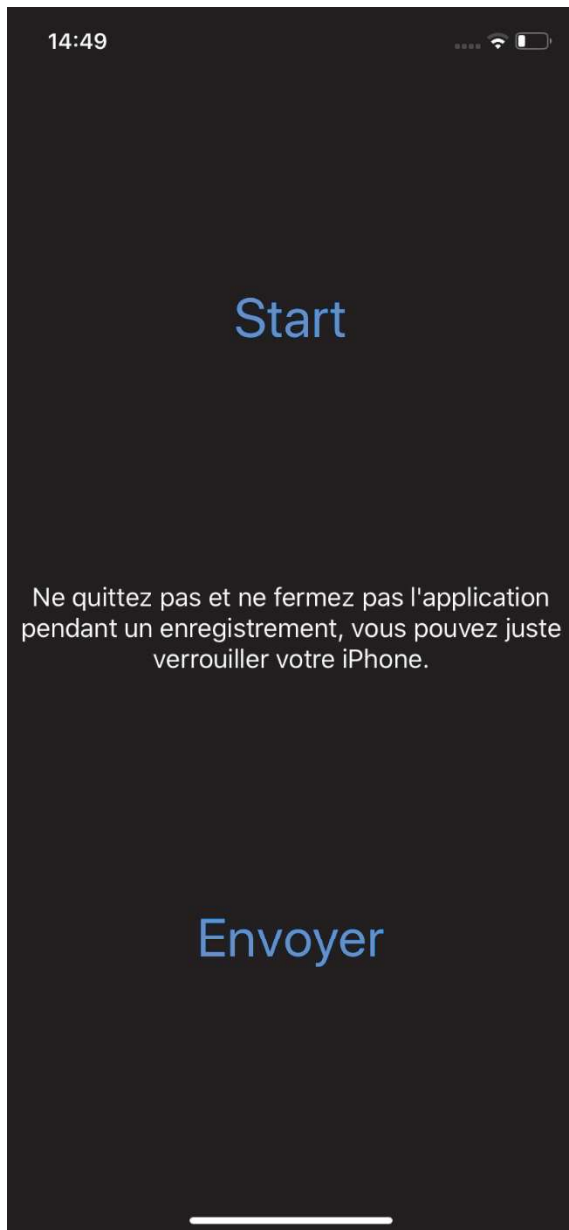 14:49
Start
Ne quittez pas et ne fermez pas l'application
pendant un enregistrement, vous pouvez juste
verrouiller votre iPhone.
Envoyer